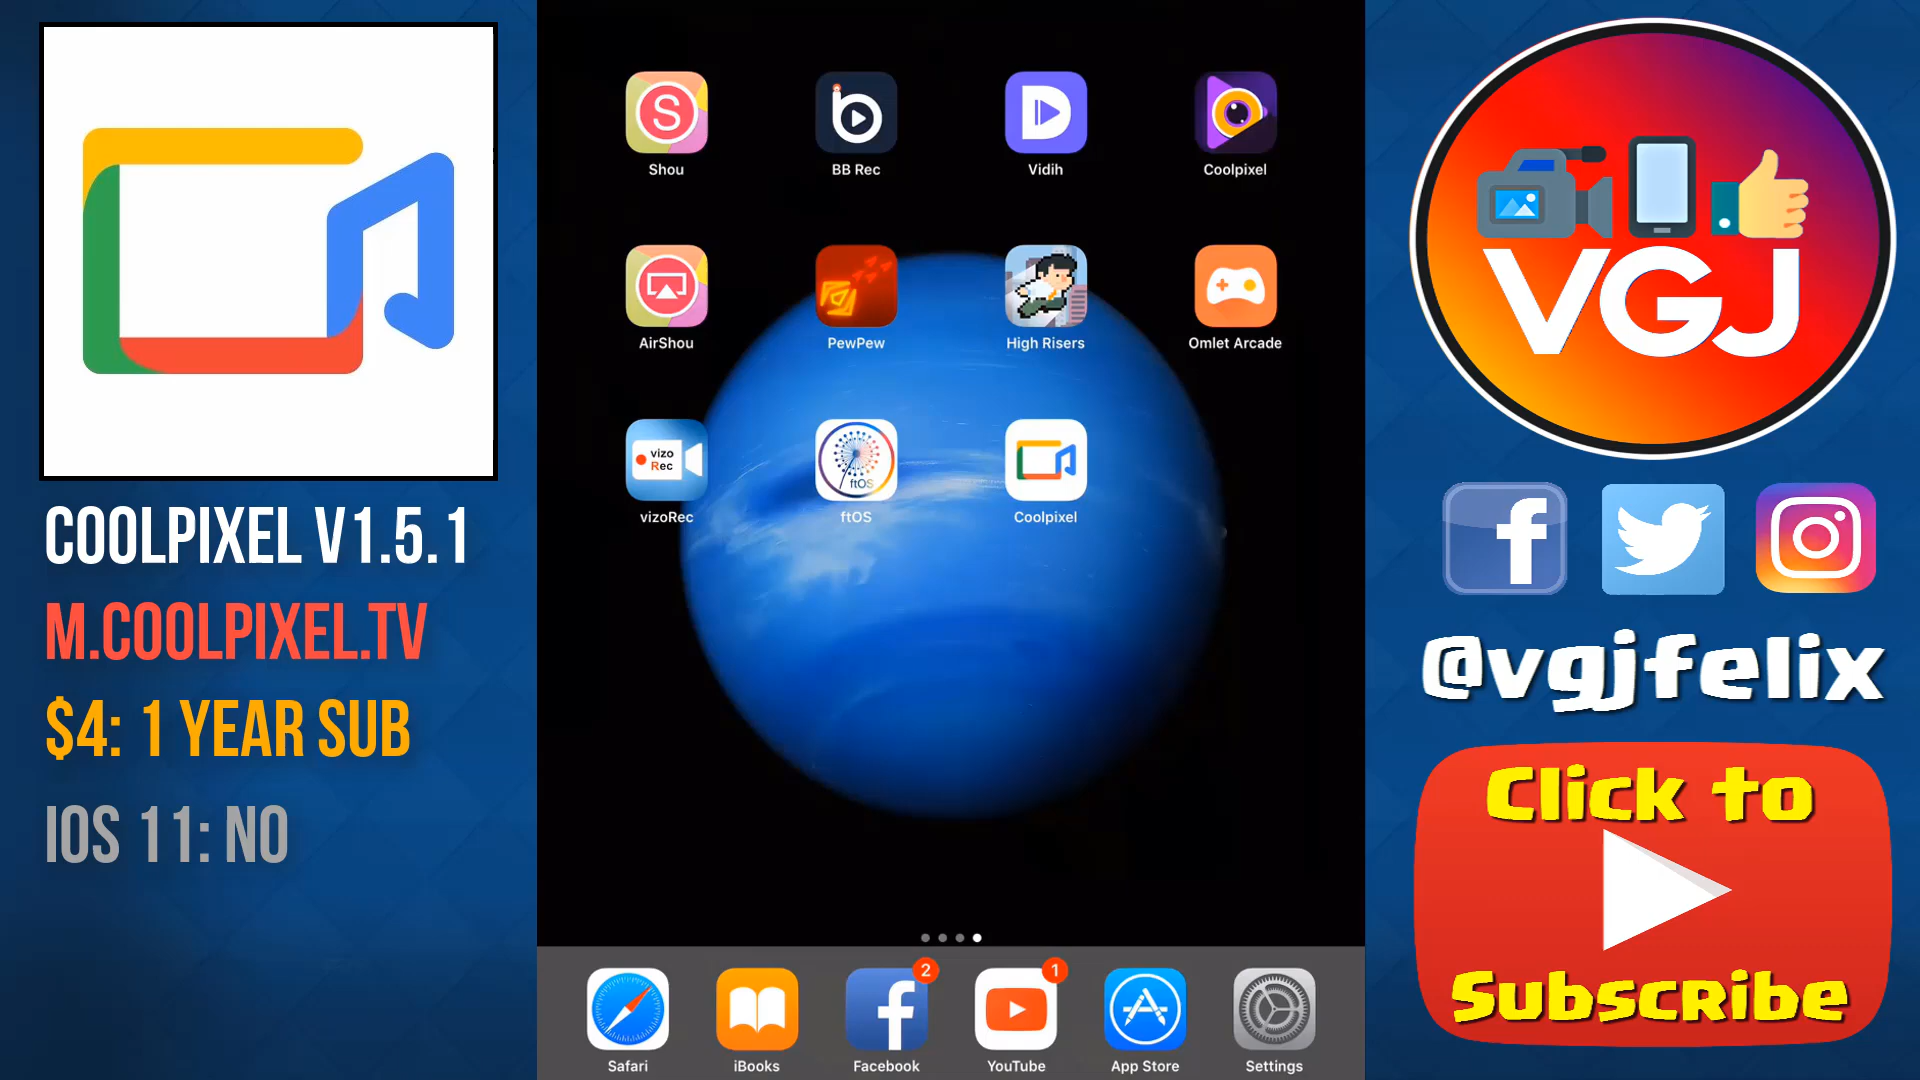 COOLPIXEL V1.5.1
M.COOLPIXEL.TV
$4: 1 YEAR SUB
IOS 11: NO
S
b
D
Shou
BB Rec
Vidih
Coolpixel
AirShou
PewPew
High Risers
Omlet Arcade
vizo
Rec
ftOS
vizoRec
ftOS
Coolpixel
2
1
f
Safari
iBooks
Facebook
YouTube
App Store
Settings
VGJ
f
@vgjfelix
Click to
Subscribe